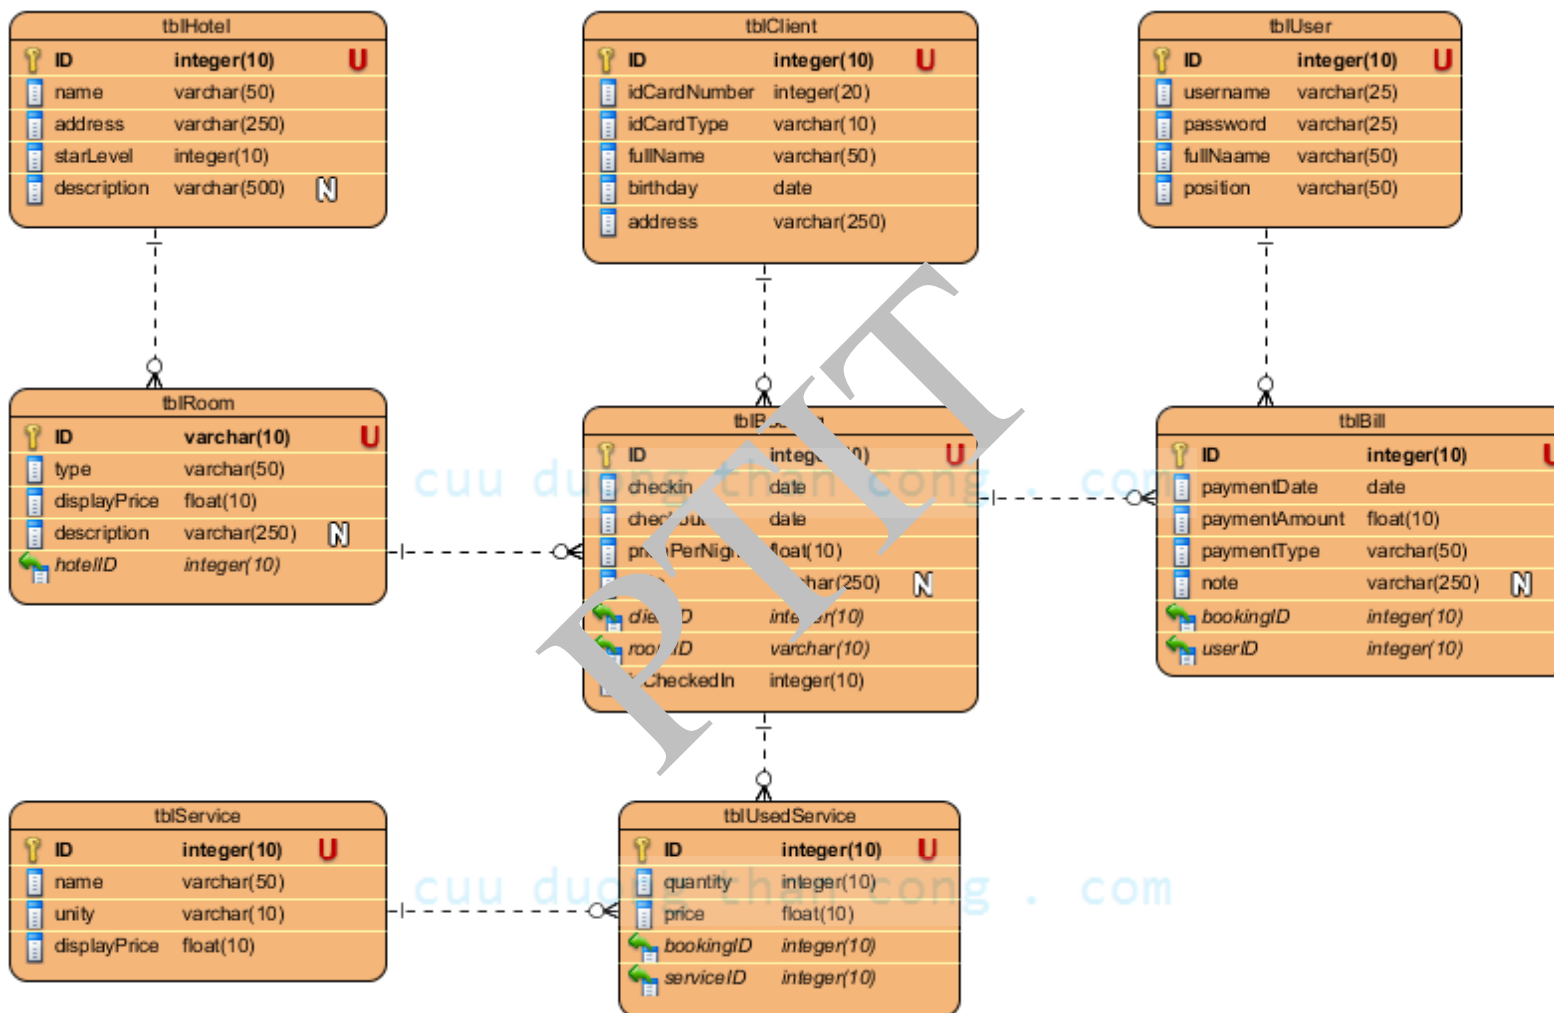 tblHotel
ID integer(10) U
name varchar(50)
address varchar(250)
starLevel integer(10)
description varchar(500) N
tblClient
ID integer(10) U
idCardNumber integer(20)
idCardType varchar(10)
fullName varchar(50)
birthday date
address varchar(250)
tblUser
ID integer(10) U
username varchar(25)
password varchar(25)
fullNaame varchar(50)
position varchar(50)
tblRoom
ID varchar(10) U
type varchar(50)
displayPrice float(10)
description varchar(250) N
hotelID integer(10)
ID U
checkin date
date
float(10)
N
integer(10)
roomID varchar(10)
integer(10)
tblBill
ID integer(10) U
paymentDate date
paymentAmount float(10)
paymentType varchar(50)
note varchar(250) N
bookingID integer(10)
userID integer(10)
tblService
ID integer(10) U
name varchar(50)
unity varchar(10)
displayPrice float(10)
tblUsedService
ID integer(10) U
quantity integer(10)
price float(10)
bookingID integer(10)
serviceID integer(10)
PTIT
cuu duong than cong . com
cuu duong than cong . com